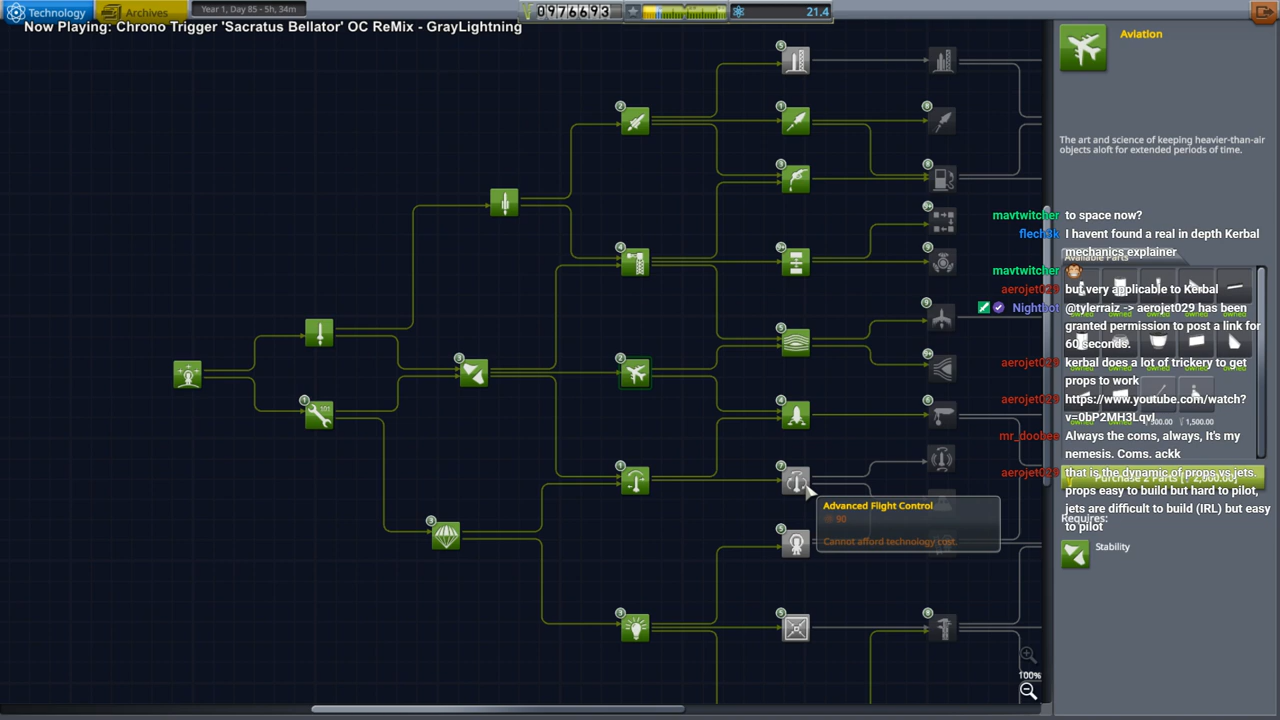 Technology
Archives
Year 1, Day 85 - 5h, 34m
0976693
21.4
Now Playing: Chrono Trigger 'Sacratus Bellator' OC ReMix - GrayLightning
Aviation
The art and science of keeping heavier-than-air
objects aloft for extended periods of time.
mavtwitcher to space now?
flech3k I havent found a real in depth Kerbal
mechanics explainer
mavtwitcher
aerojet029 but very applicable to Kerbal
Nightbot @tylerraiz -> aerojet029 has been
granted permission to post a link for
60 seconds.
aerojet029 kerbal does a lot of trickery to get
props to work
aerojet029 https://www.youtube.com/watch?
mr_doobee Always the coms, always, It's my
nemesis. Coms. ackk
aerojet029 that is the dynamic of props vs jets.
props easy to build but hard to pilot,
jets are difficult to build (IRL) but easy
to pilot
Requires:
Stability
Advanced Flight Control
90
Cannot afford technology cost.
100%